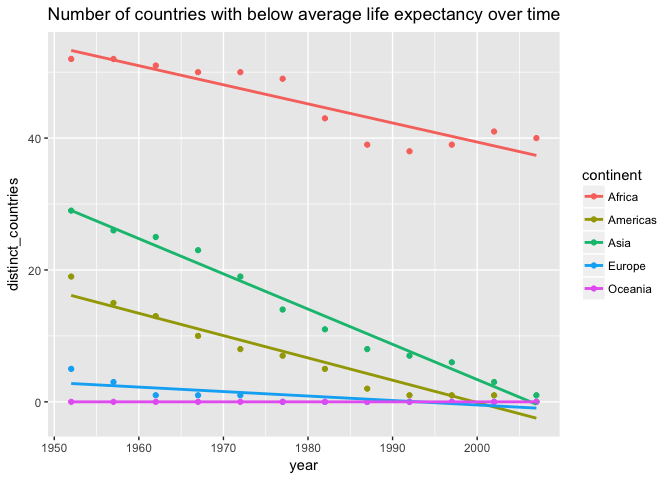 Number of countries with below average life expectancy over time
distinct_countries
40
20
0
1950
1960
1970
1980
1990
2000
year
continent
Africa
Americas
Asia
Europe
Oceania